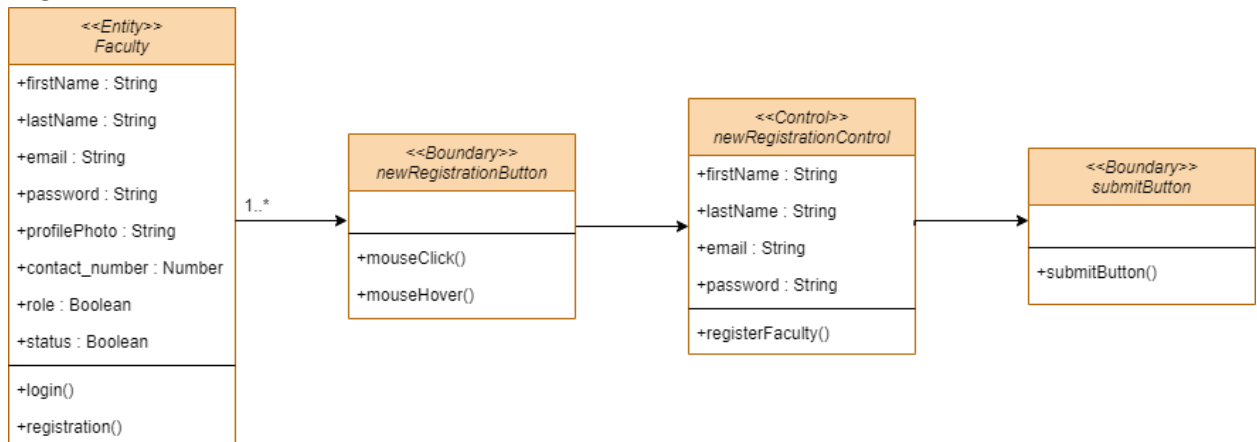 <<Entity>>
Faculty
+firstName : String
+lastName : String
+email : String
+password : String
+profilePhoto : String
+contact_number : Number
+role : Boolean
+status : Boolean
+login()
+registration()
1..*
<<Boundary>>
newRegistrationButton
+mouseClick()
+mouseHover()
<<Control>>
newRegistrationControl
+firstName : String
+lastName : String
+email : String
+password : String
+registerFaculty()
<<Boundary>>
submitButton
+submitButton()